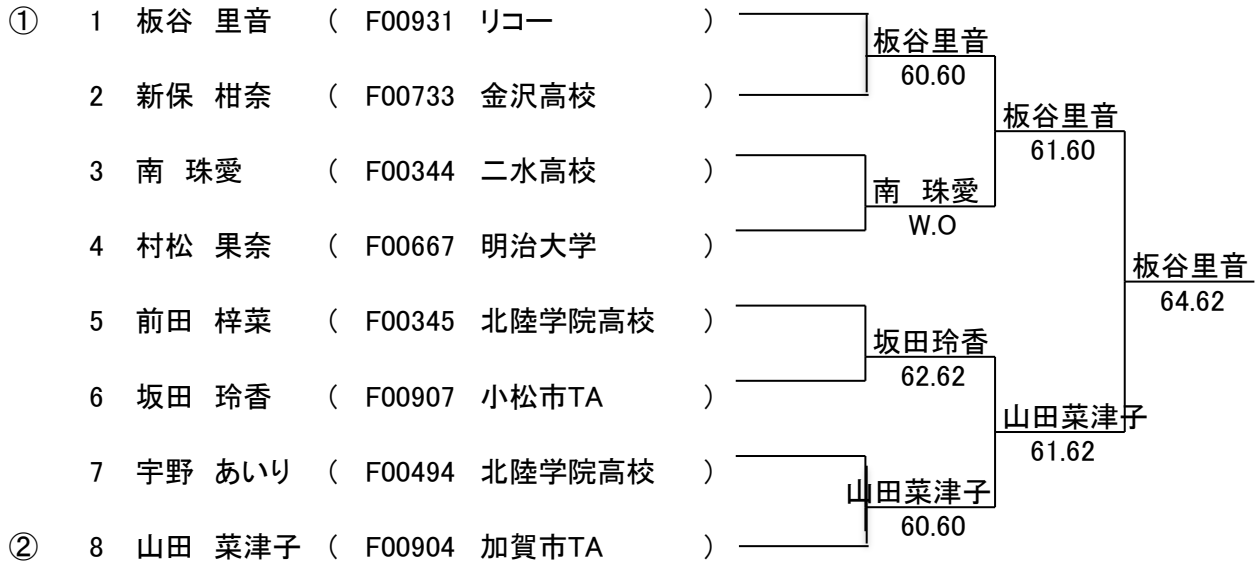 ① 1 板谷 里音 ( F00931 リコー )
板谷里音
60.60
2 新保 柑奈 ( F00733 金沢高校 )
板谷里音
61.60
3 南 珠愛 ( F00344 二水高校 )
南 珠愛
W.O
4 村松 果奈 ( F00667 明治大学 )
板谷里音
64.62
5 前田 梓菜 ( F00345 北陸学院高校 )
坂田玲香
62.62
6 坂田 玲香 ( F00907 小松市TA )
山田菜津子
61.62
7 宇野 あいり ( F00494 北陸学院高校 )
山田菜津子
60.60
② 8 山田 菜津子 ( F00904 加賀市TA )